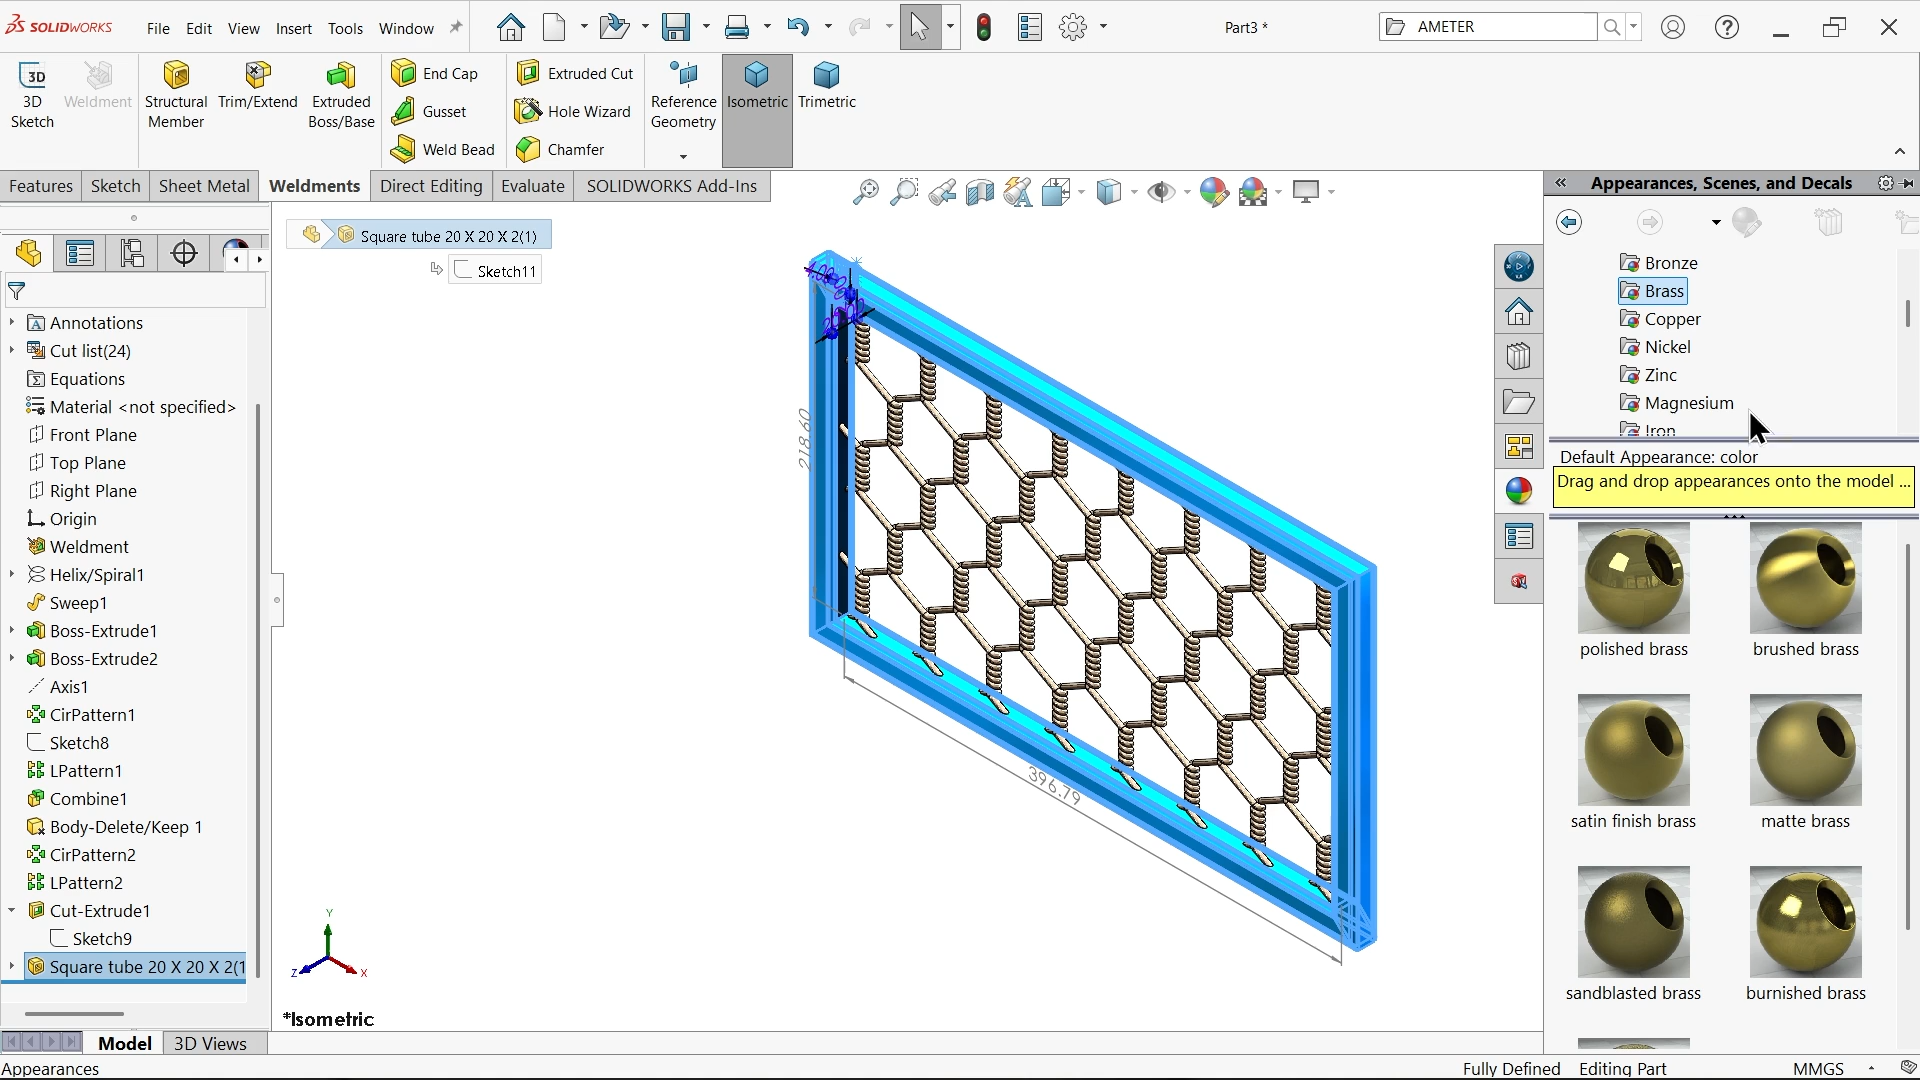 SOLIDWORKS
File Edit View Insert Tools Window
Part3 *
AMETER
3D Sketch
Weldment
Structural Member
Trim/Extend
Extruded Boss/Base
End Cap
Gusset
Weld Bead
Extruded Cut
Hole Wizard
Chamfer
Reference Geometry
Isometric
Trimetric
Features Sketch Sheet Metal Weldments Direct Editing Evaluate SOLIDWORKS Add-Ins
Square tube 20 X 20 X 2(1)
Sketch11
Annotations
Cut list(24)
Equations
Material <not specified>
Front Plane
Top Plane
Right Plane
Origin
Weldment
Helix/Spiral1
Sweep1
Boss-Extrude1
Boss-Extrude2
Axis1
CirPattern1
Sketch8
LPattern1
Combine1
Body-Delete/Keep 1
CirPattern2
LPattern2
Cut-Extrude1
Sketch9
Square tube 20 X 20 X 2(1
218.60
396.79
Y
Z
X
*Isometric
Appearances, Scenes, and Decals
Bronze
Brass
Copper
Nickel
Zinc
Magnesium
Iron
Default Appearance: color
Drag and drop appearances onto the model ...
polished brass
brushed brass
satin finish brass
matte brass
sandblasted brass
burnished brass
Model 3D Views
Appearances
Fully Defined Editing Part MMGS